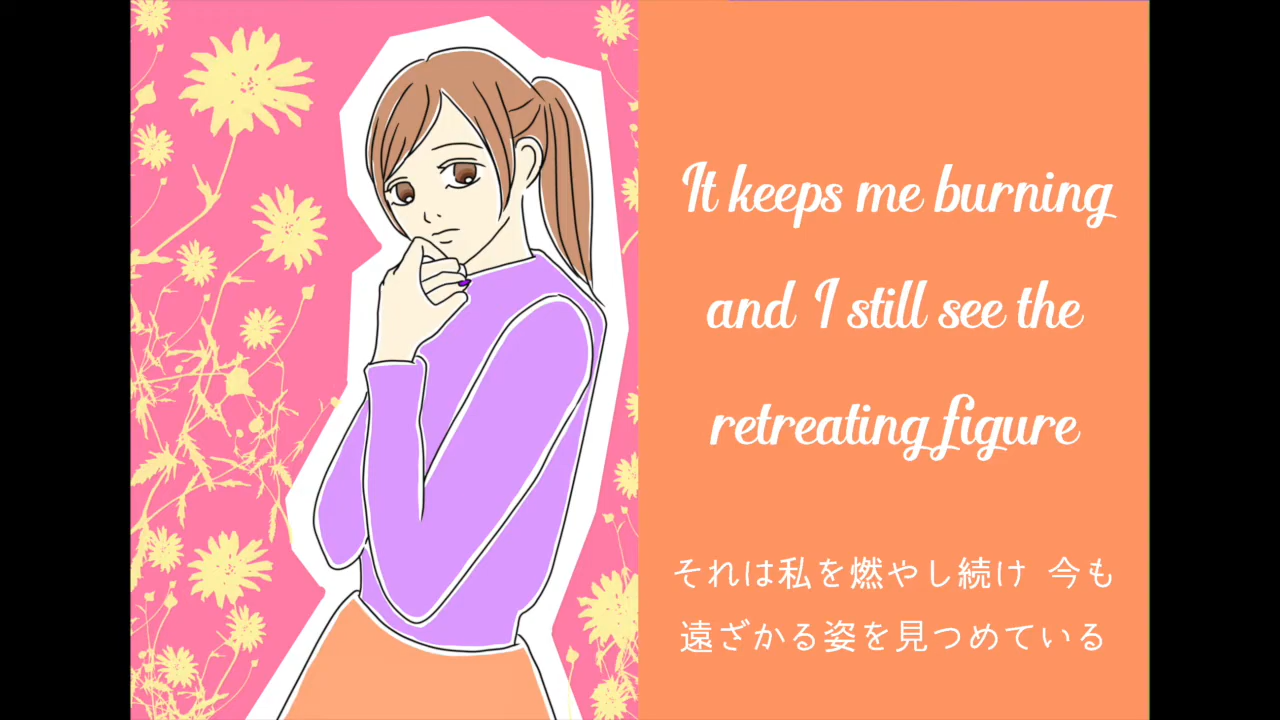 It keeps me burning
and I still see the
retreating figure
それは私を燃やし続け 今も
遠ざかる姿を見つめている